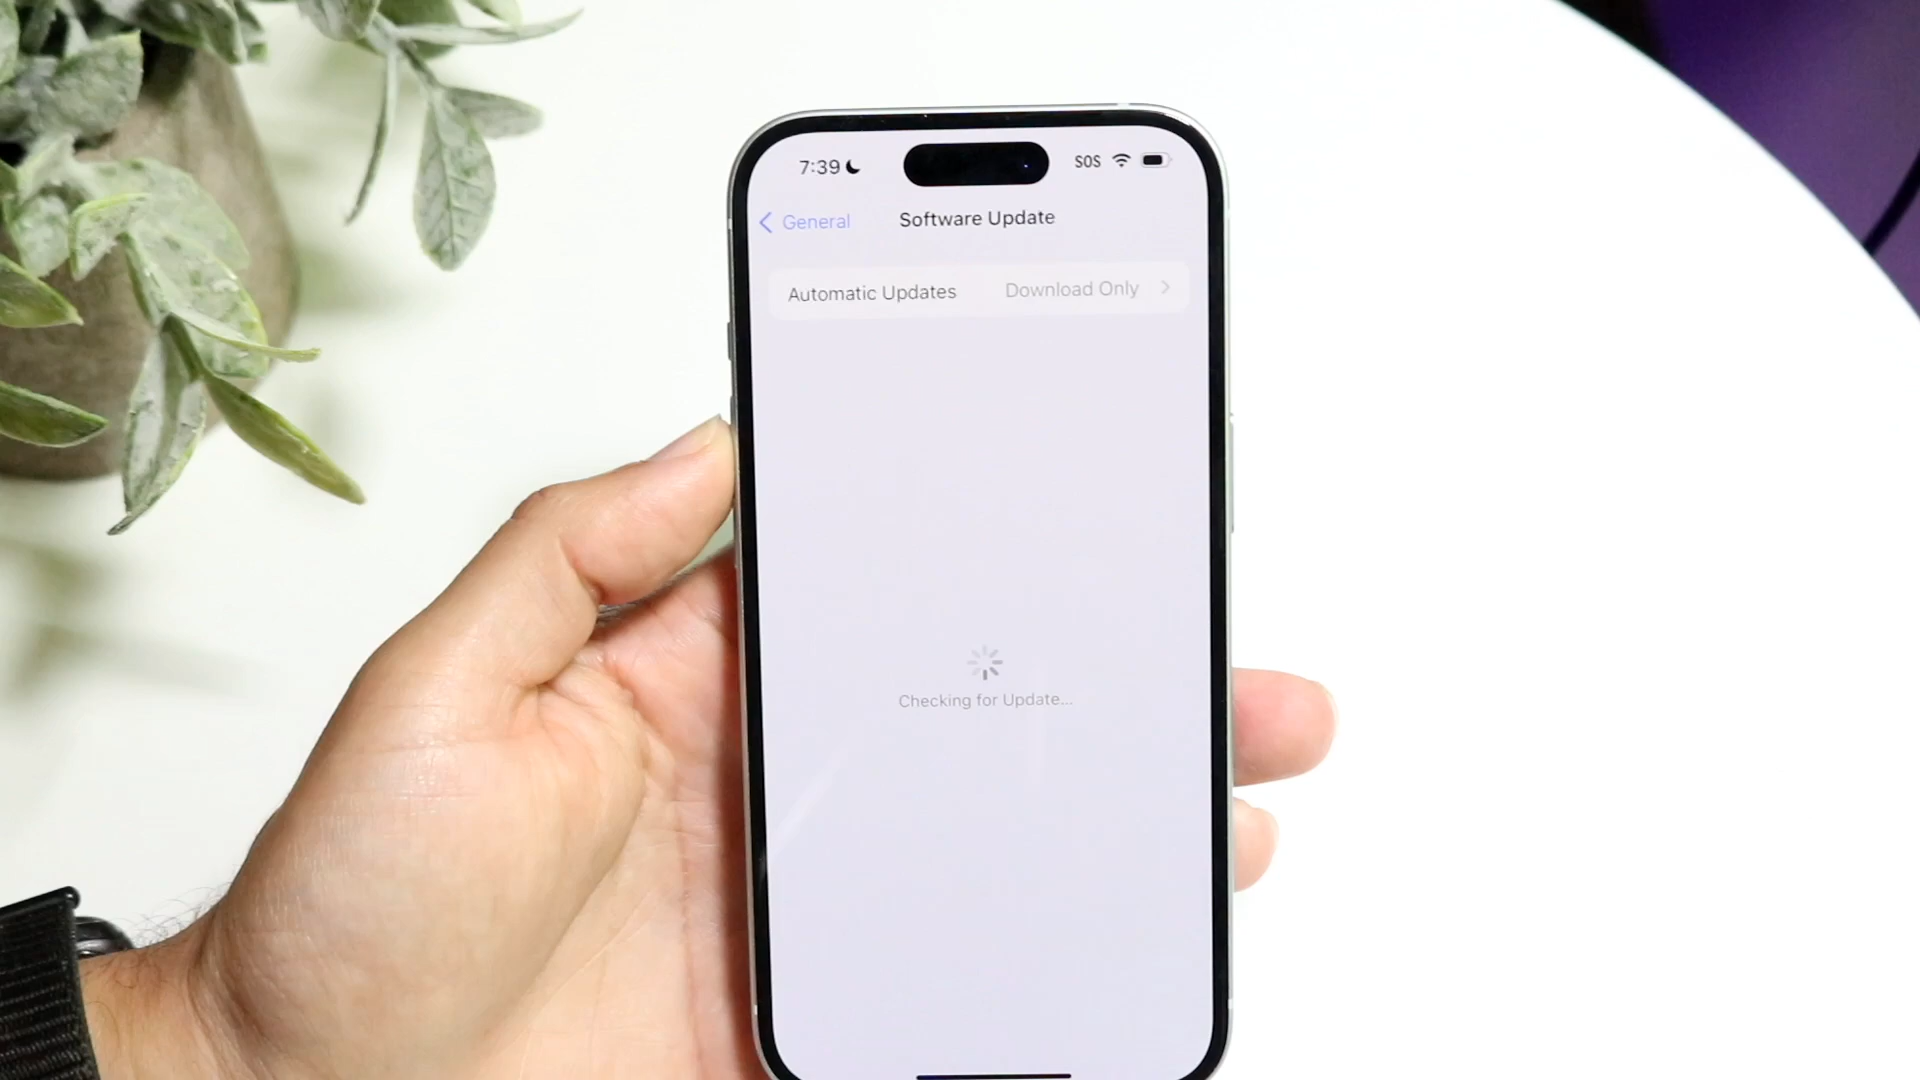 7:39 SOS
General Software Update
Automatic Updates Download Only
Checking for Update...